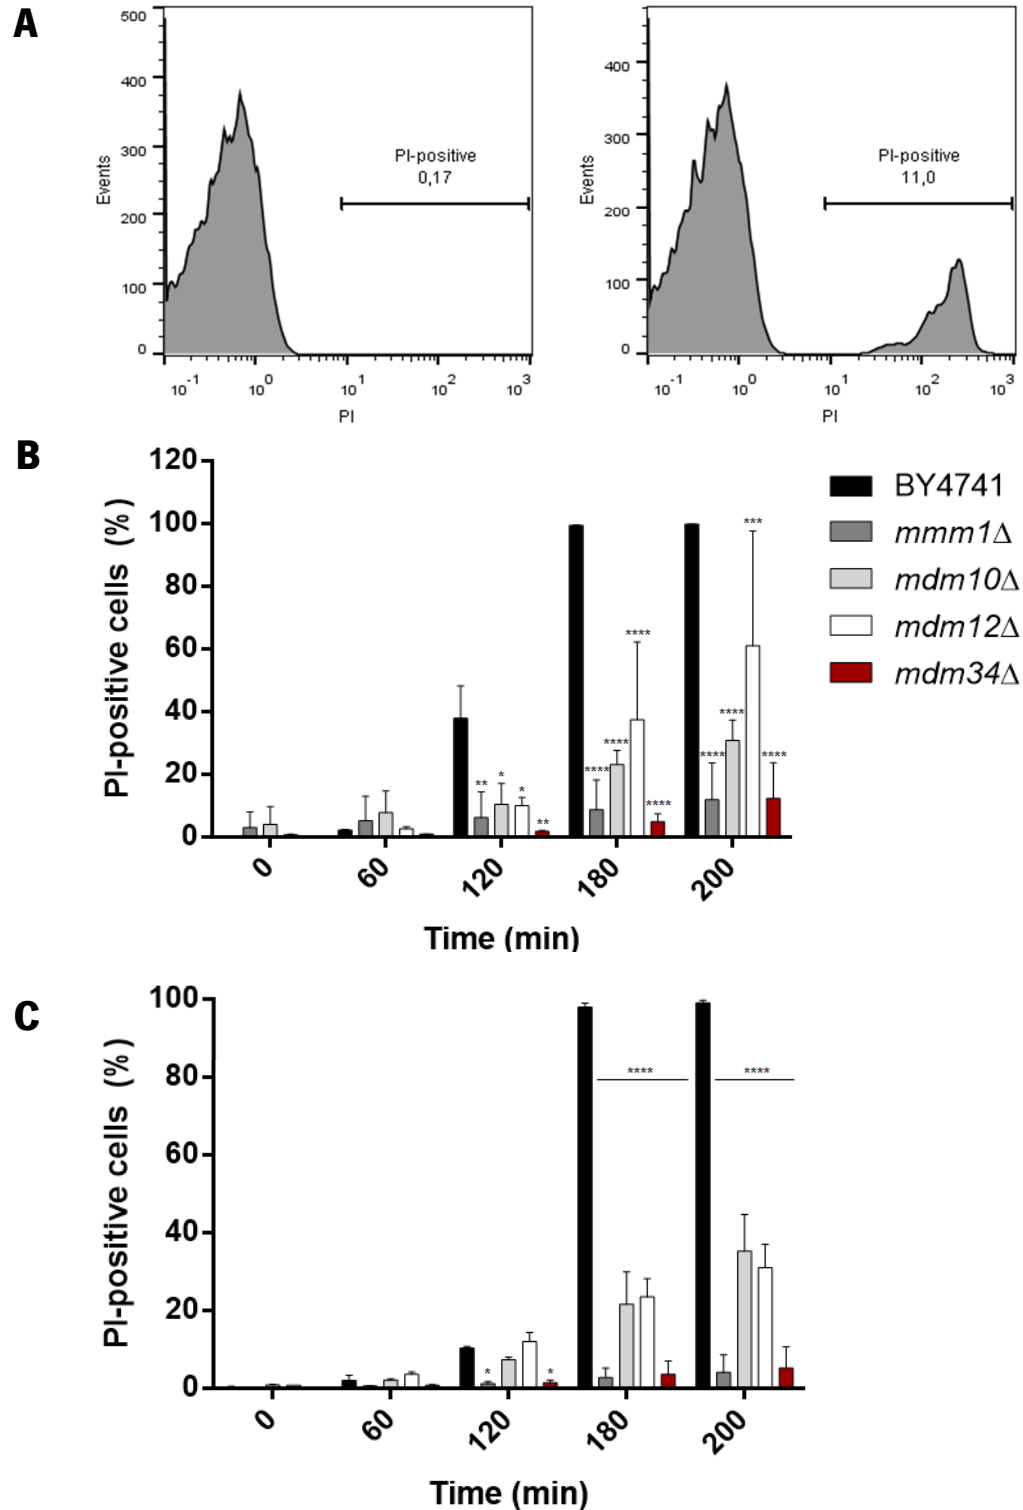 A
500
400
300
200
100
0
Events
PI-positive
0,17
10-1 100 101 102 103
PI
400
300
200
100
0
Events
PI-positive
11,0
10-1 100 101 102 103
PI
B
120
100
80
60
40
20
0
PI-positive cells (%)
** * * **
**** **** **** ****
**** **** *** ****
0 60 120 180 200
Time (min)
BY4741
mmm1Δ
mdm10Δ
mdm12Δ
mdm34Δ
C
100
80
60
40
20
0
PI-positive cells (%)
* *
**** ****
0 60 120 180 200
Time (min)